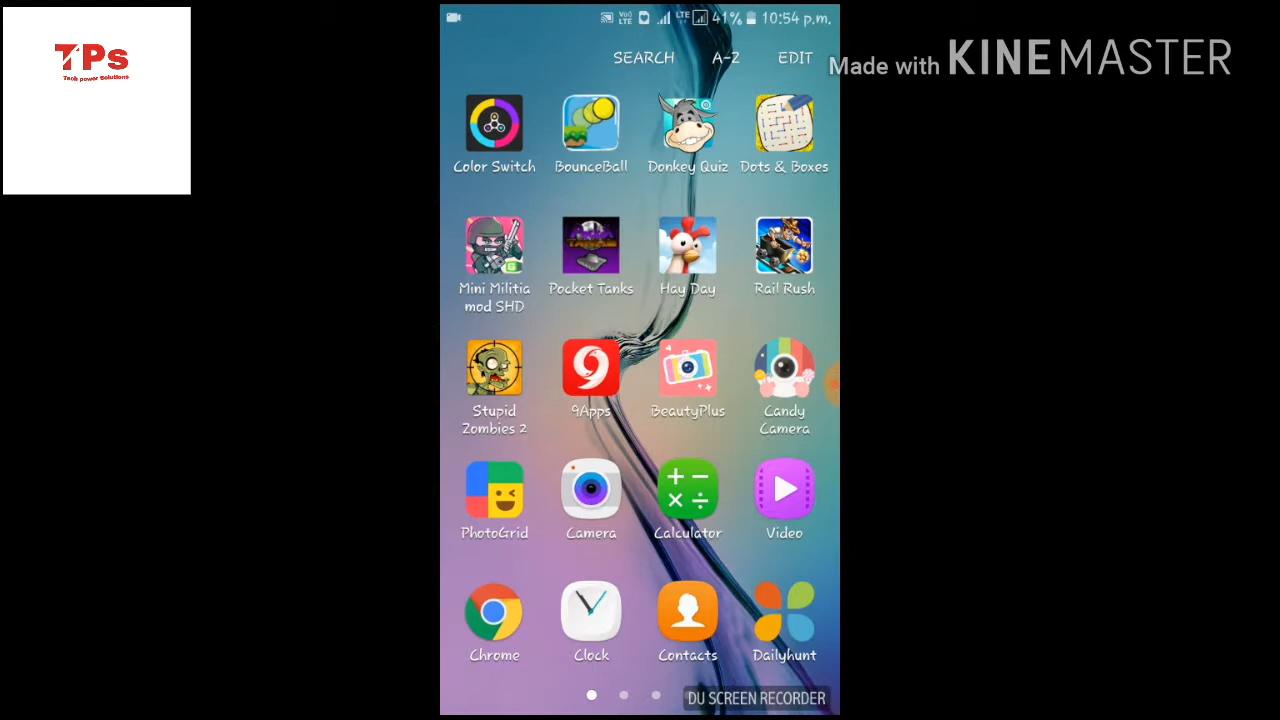 TPs
Tech power Solutions
VoLTE LTE 41% 10:54 p.m.
SEARCH A-Z EDIT
Made with KINEMASTER
Color Switch BounceBall Donkey Quiz Dots & Boxes
Mini Militia Pocket Tanks Hay Day Rail Rush
mod SHD
Stupid 9Apps BeautyPlus Candy
Zombies 2 Camera
PhotoGrid Camera Calculator Video
Chrome Clock Contacts Dailyhunt
DU SCREEN RECORDER